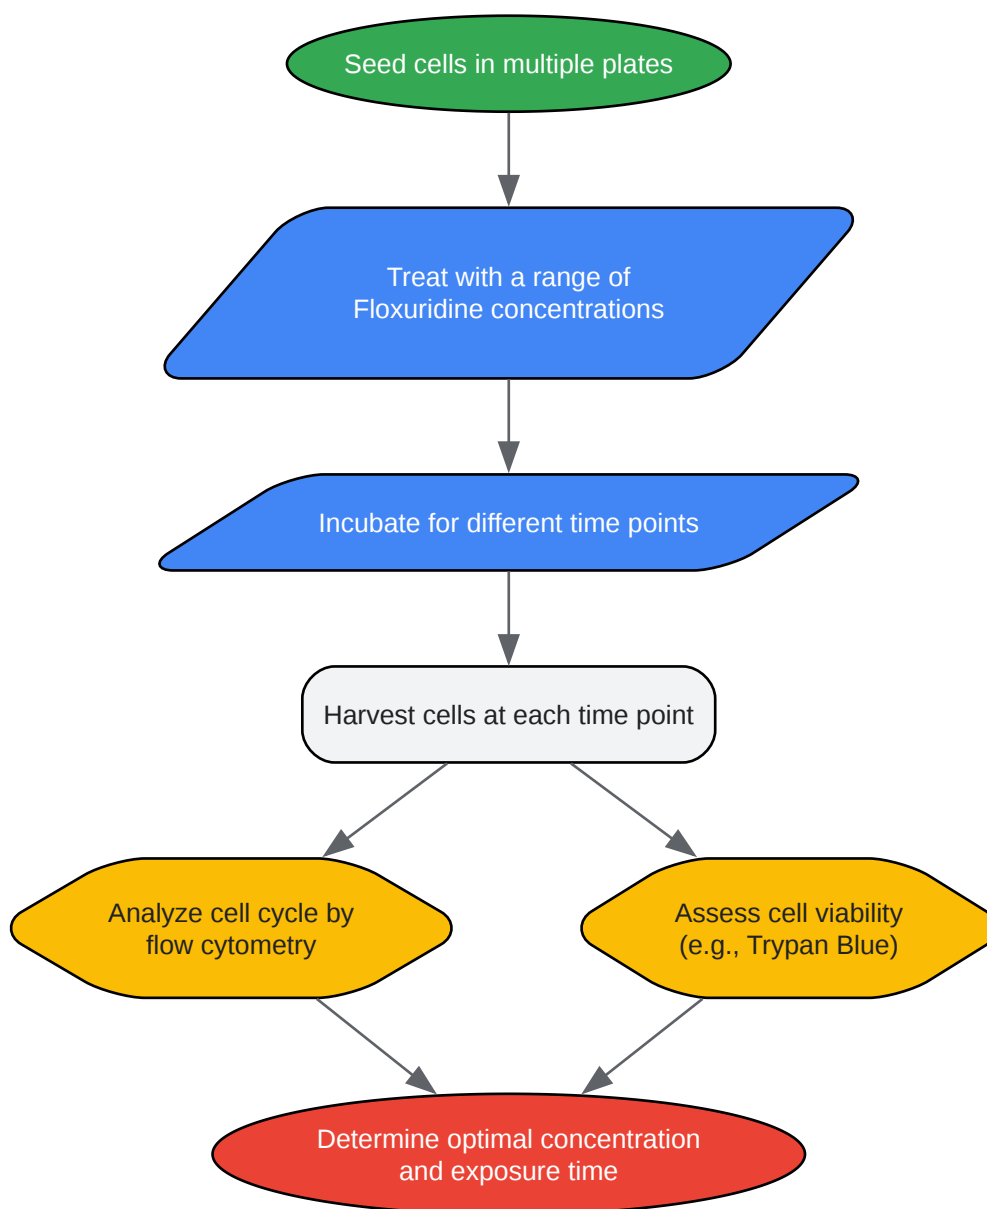 Seed cells in multiple plates
Treat with a range of
Floxuridine concentrations
Incubate for different time points
Harvest cells at each time point
Analyze cell cycle by
flow cytometry
Assess cell viability
(e.g., Trypan Blue)
Determine optimal concentration
and exposure time